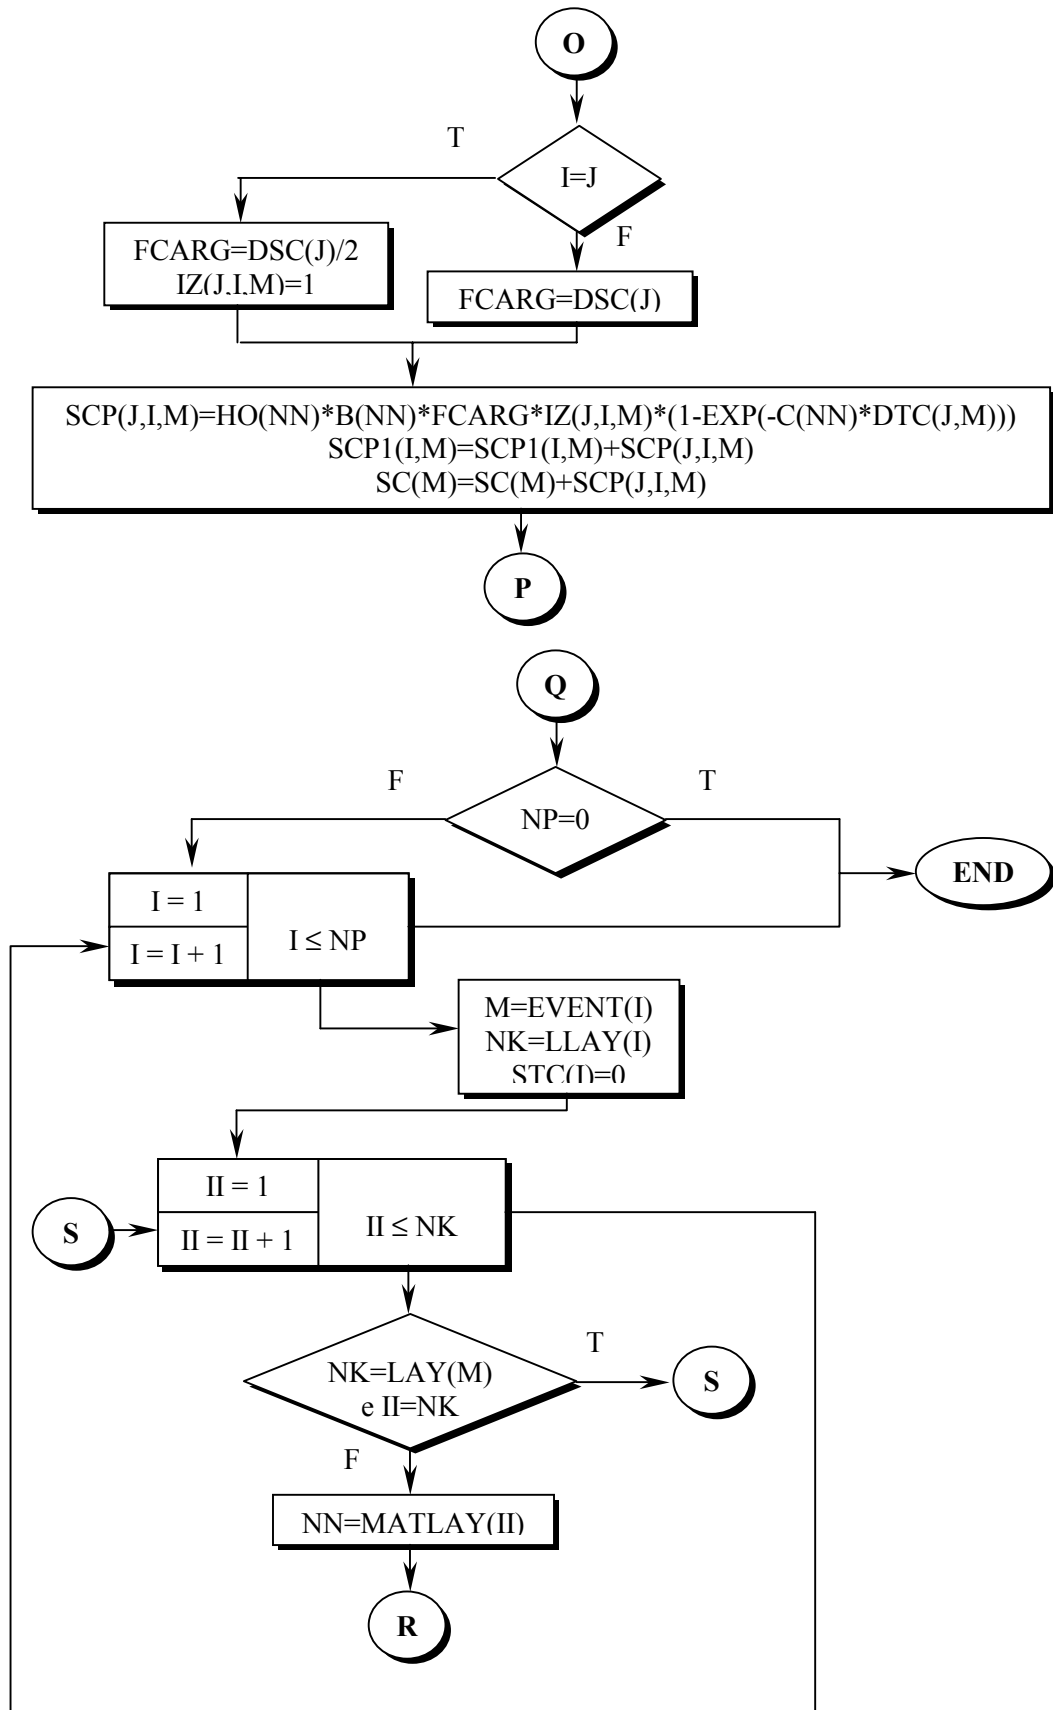 O
T
I=J
F
FCARG=DSC(J)/2
IZ(J,I,M)=1
FCARG=DSC(J)
SCP(J,I,M)=HO(NN)*B(NN)*FCARG*IZ(J,I,M)*(1-EXP(-C(NN)*DTC(J,M)))
SCP1(I,M)=SCP1(I,M)+SCP(J,I,M)
SC(M)=SC(M)+SCP(J,I,M)
P
Q
F
T
NP=0
END
I = 1
I = I + 1
I ≤ NP
M=EVENT(I)
NK=LLAY(I)
STC(I)=0
II = 1
II = II + 1
II ≤ NK
S
NK=LAY(M)
e II=NK
T
S
F
NN=MATLAY(II)
R